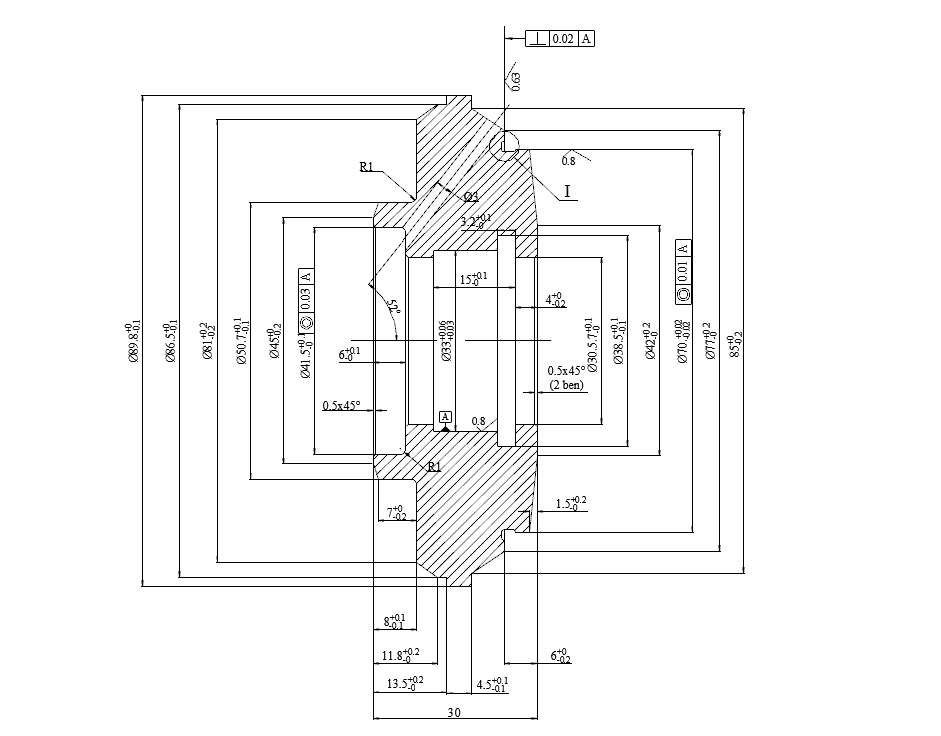 ⊥ 0.02 A
0.63
R1
0.8
I
Ø3
3.2+0.1-0
15+0.1-0
52°
4+0-0.2
6+0.1-0
0.5x45°
(2 ben)
0.5x45°
A
0.8
R1
Ø89.8+0-0.1
Ø86.5+0-0.1
Ø81+0.2-0.2
Ø50.7+0.1-0.1
Ø45+0-0.2
Ø41.5+0.1-0
◎ 0.03 A
Ø33+0.06+0.03
Ø30.5.7+0.1-0
Ø38.5+0.1-0.1
Ø42+0.2-0
Ø70+0.02-0.02
◎ 0.01 A
Ø77+0.2-0
85+0-0.2
7+0-0.2
1.5+0.2-0
8+0.1-0.1
11.8+0.2-0
6+0-0.2
13.5+0.2-0
4.5+0.1-0.1
30